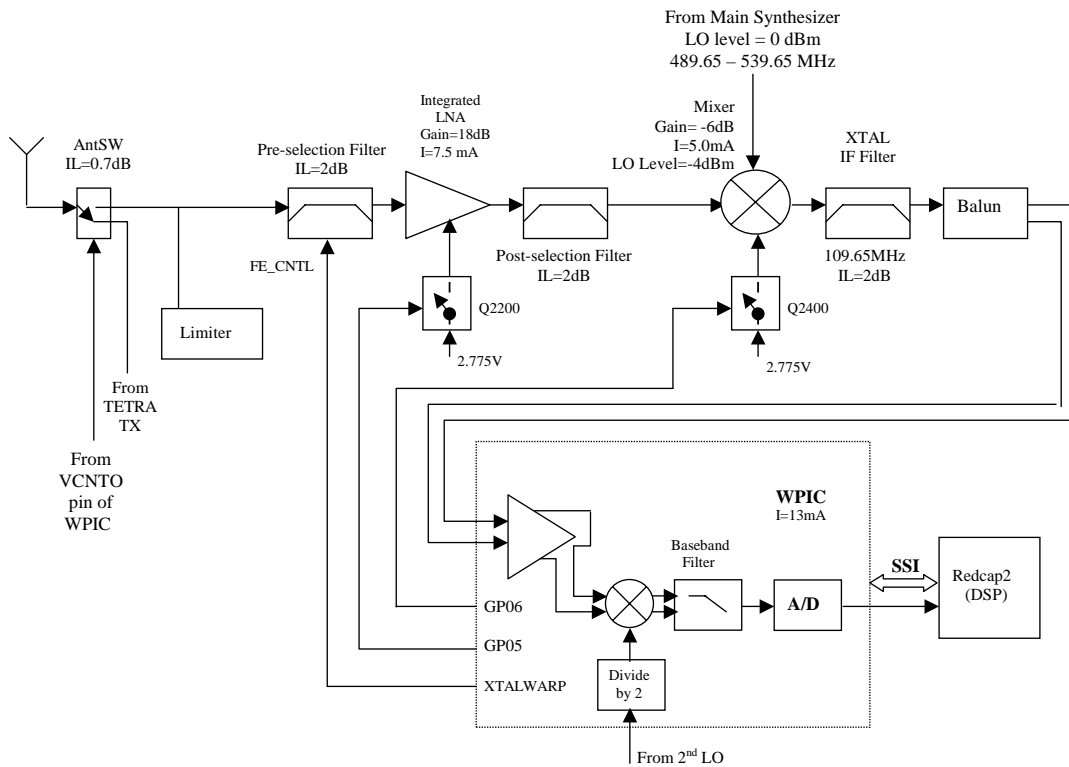 From Main Synthesizer
LO level = 0 dBm
489.65 – 539.65 MHz
Integrated
LNA
Gain=18dB
I=7.5 mA
Mixer
Gain= -6dB
I=5.0mA
LO Level=-4dBm
XTAL
IF Filter
AntSW
IL=0.7dB
Pre-selection Filter
IL=2dB
Balun
FE_CNTL
Post-selection Filter
IL=2dB
109.65MHz
IL=2dB
Limiter
Q2200
Q2400
2.775V
2.775V
From
TETRA
TX
From
VCNTO
pin of
WPIC
WPIC
I=13mA
Baseband
Filter
SSI
Redcap2
(DSP)
A/D
GP06
GP05
XTALWARP
Divide
by 2
From 2nd LO